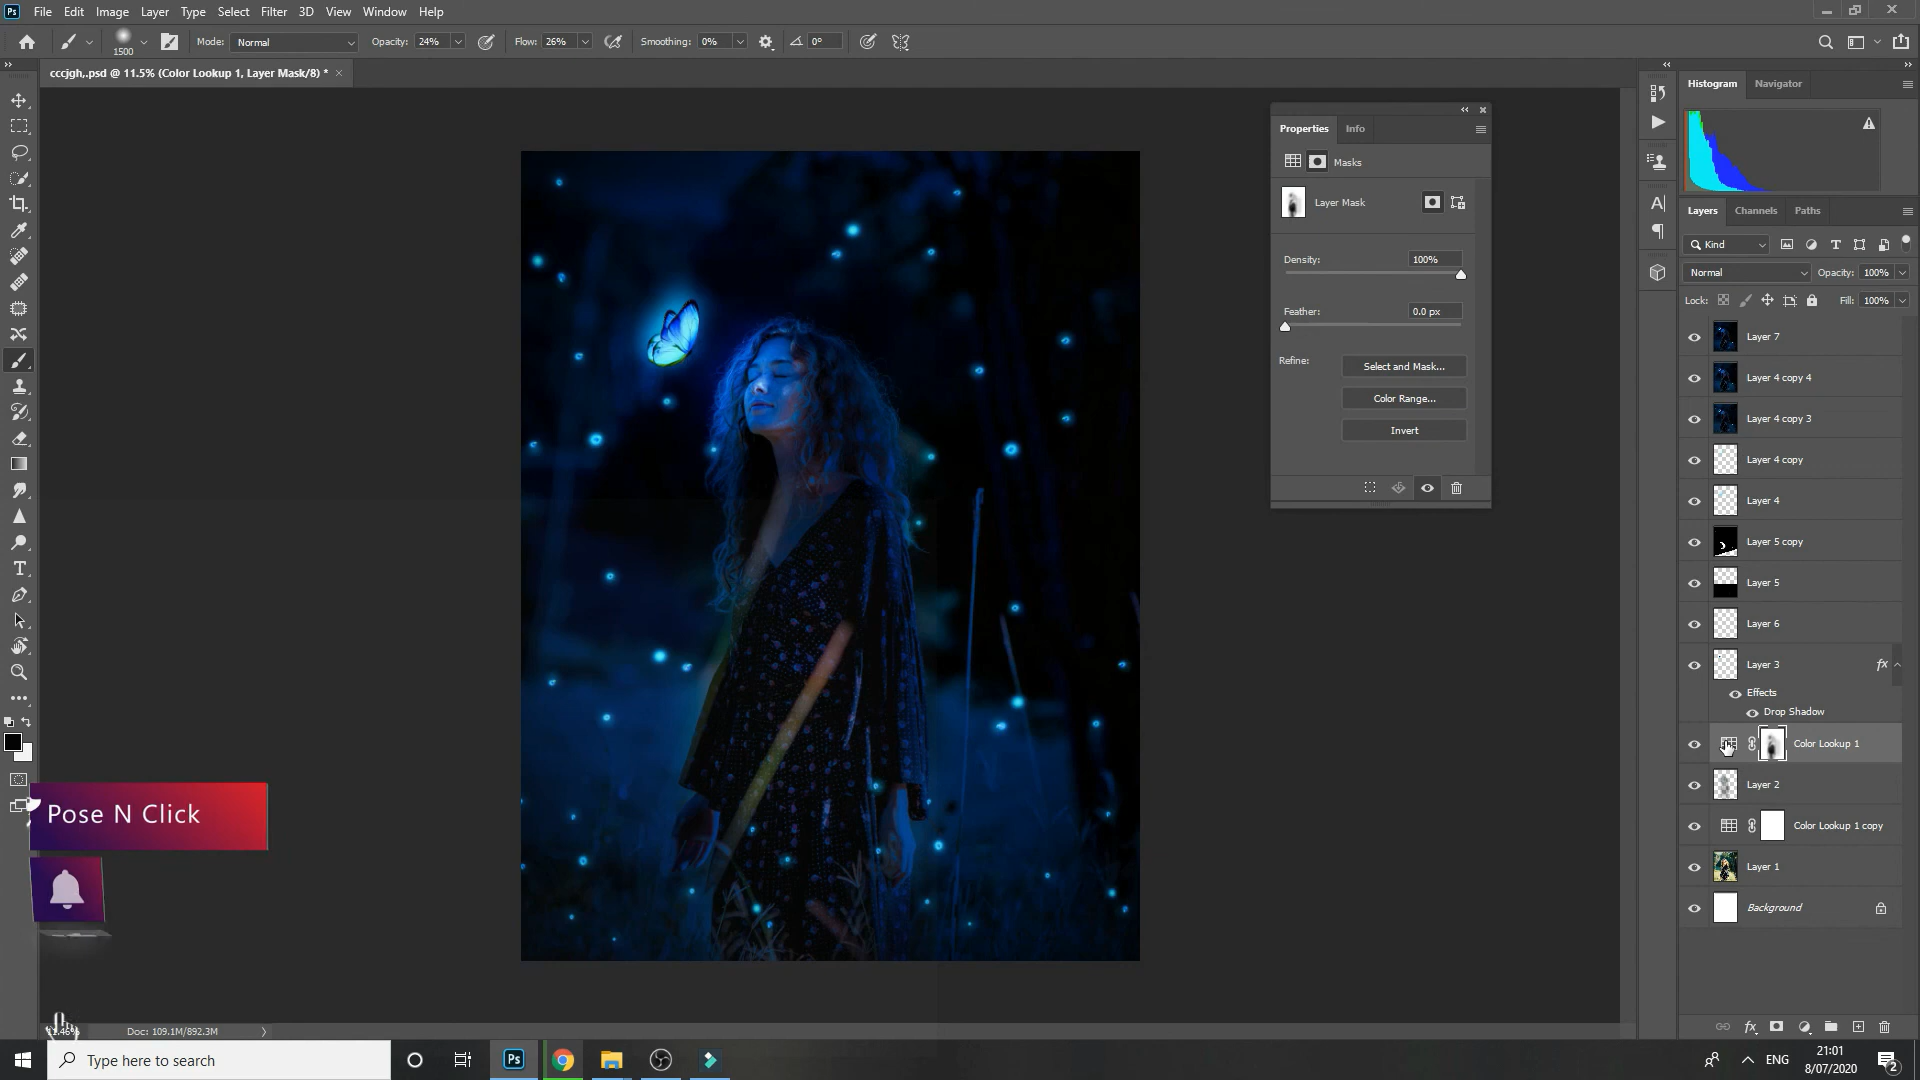 Ps File Edit Image Layer Type Select Filter 3D View Window Help
1500 Mode: Normal Opacity: 24% Flow: 26% Smoothing: 0% 0°
cccjgh,.psd @ 11.5% (Color Lookup 1, Layer Mask/8) * ×
Histogram Navigator
Properties Info
Masks
Layer Mask
Density: 100%
Feather: 0.0 px
Refine: Select and Mask...
Color Range...
Invert
Layers Channels Paths
Kind
Normal Opacity: 100%
Lock: Fill: 100%
Layer 7
Layer 4 copy 4
Layer 4 copy 3
Layer 4 copy
Layer 4
Layer 5 copy
Layer 5
Layer 6
Layer 3 fx
Effects
Drop Shadow
Color Lookup 1
Layer 2
Color Lookup 1 copy
Layer 1
Background
Pose N Click
Doc: 109.1M/892.3M
Type here to search
Ps
ENG
21:01
8/07/2020
2